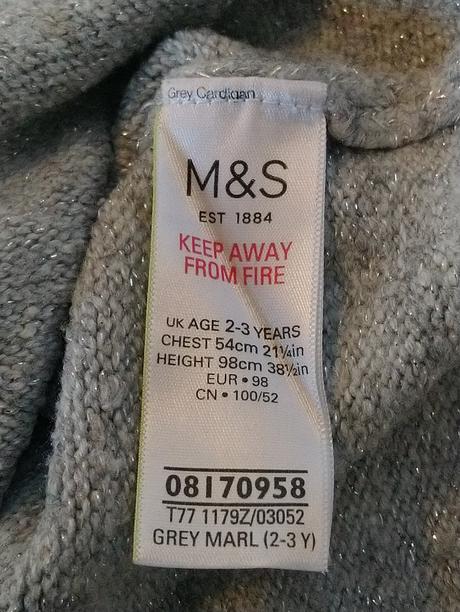 Grey Cardigan
M&S
EST 1884
KEEP AWAY
FROM FIRE
UK AGE 2-3 YEARS
CHEST 54cm 21¼in
HEIGHT 98cm 38½in
EUR • 98
CN • 100/52
08170958
T77 1179Z/03052
GREY MARL (2-3 Y)